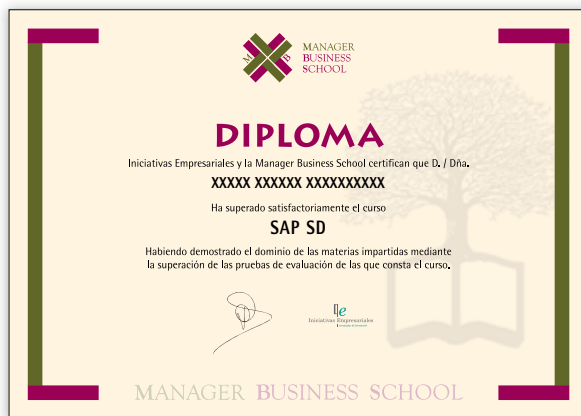 M B
MANAGER
BUSINESS
SCHOOL
DIPLOMA
Iniciativas Empresariales y la Manager Business School certifican que D. / Dña.
XXXXX XXXXXX XXXXXXXXXX
Ha superado satisfactoriamente el curso
SAP SD
Habiendo demostrado el dominio de las materias impartidas mediante
la superación de las pruebas de evaluación de las que consta el curso.
Ie
Iniciativas Empresariales
MANAGER BUSINESS SCHOOL